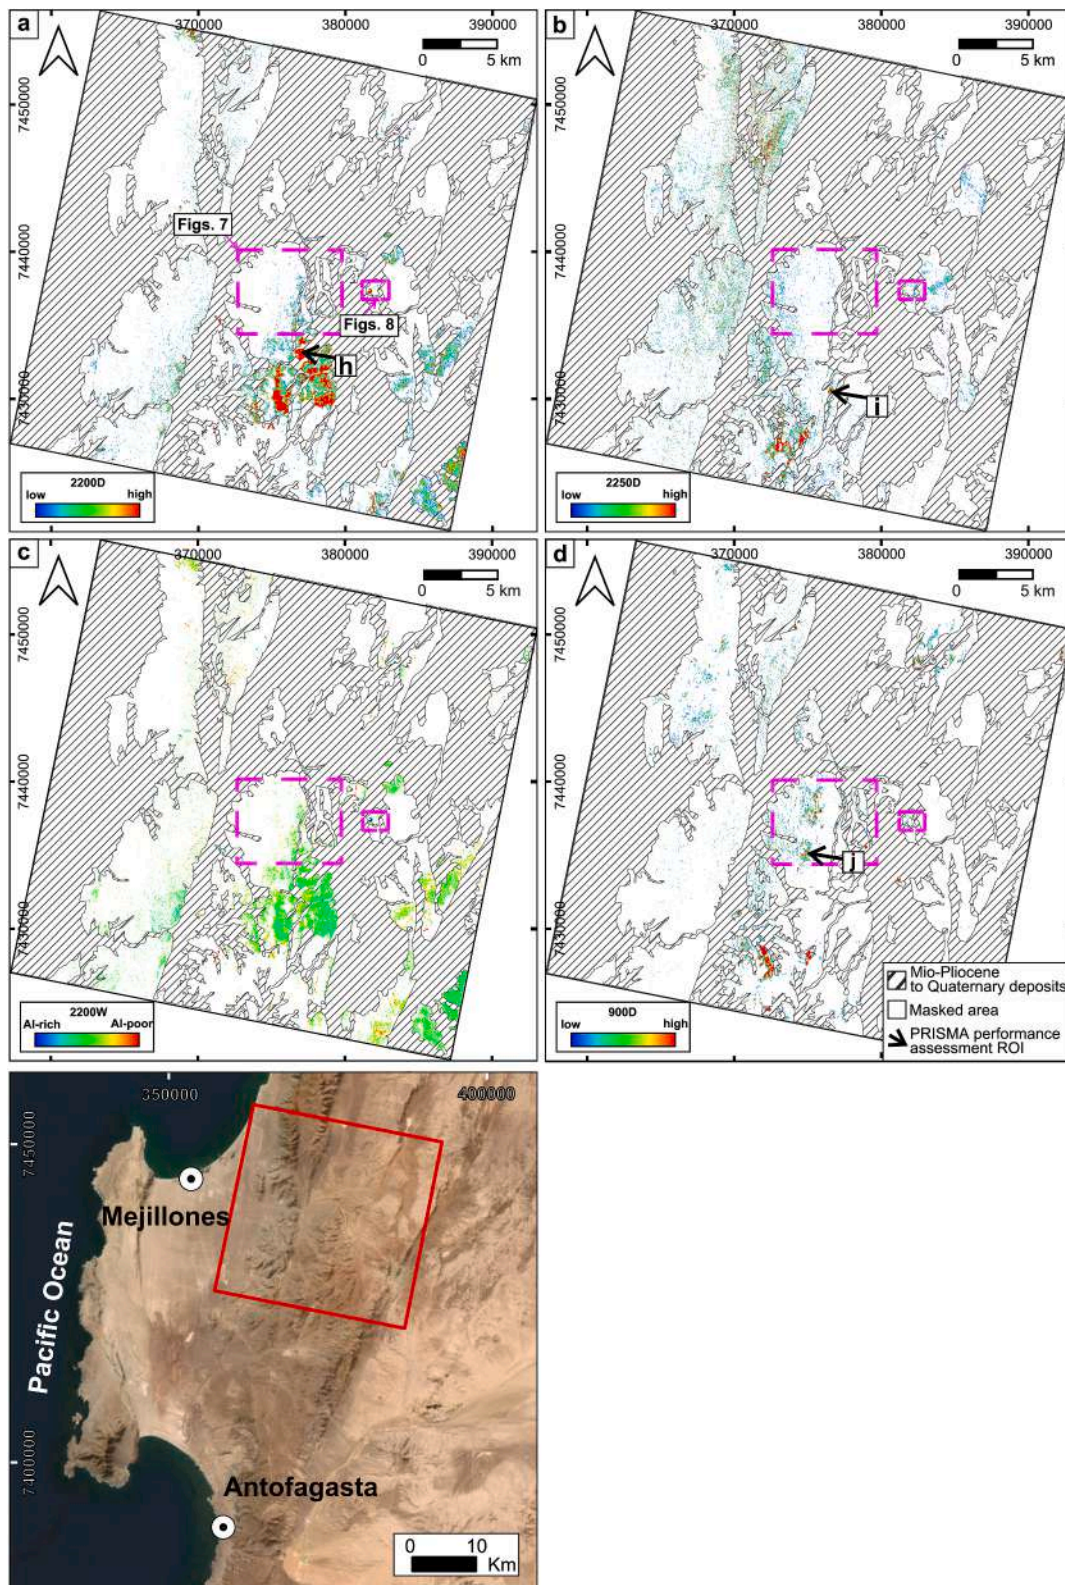 a
370000
380000
390000
0
5 km
7450000
7440000
7430000
Figs. 7
Figs. 8
h
2200D
low
high
b
370000
380000
390000
0
5 km
7450000
7440000
7430000
i
2250D
low
high
c
370000
380000
390000
0
5 km
7450000
7440000
7430000
2200W
Al-rich
Al-poor
d
370000
380000
390000
0
5 km
7450000
7440000
7430000
j
900D
low
high
Mio-Pliocene
to Quaternary deposits
Masked area
PRISMA performance
assessment ROI
350000
400000
7450000
7400000
Mejillones
Pacific Ocean
Antofagasta
0
10
Km